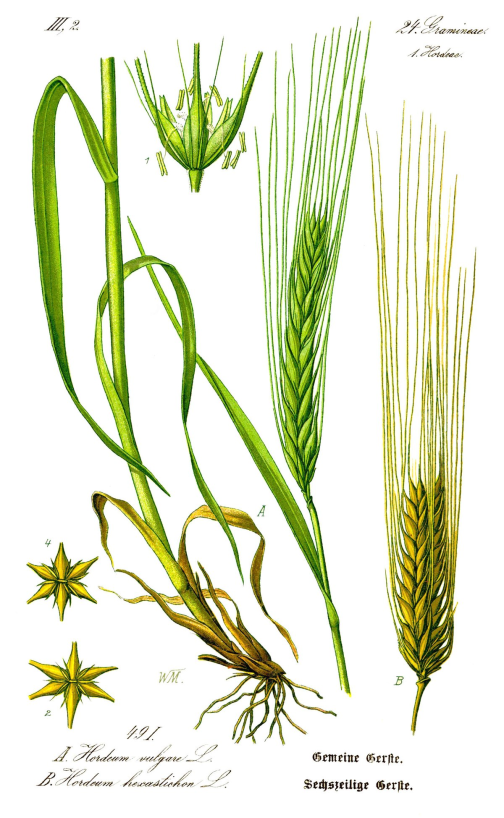 III, 2.
24. Gramineae.
1. Hordeae.
1
A
4
2
W.M.
B
491.
A. Hordeum vulgare L.
B. Hordeum hexastichon L.
Gemeine Gerste.
Sechszeilige Gerste.